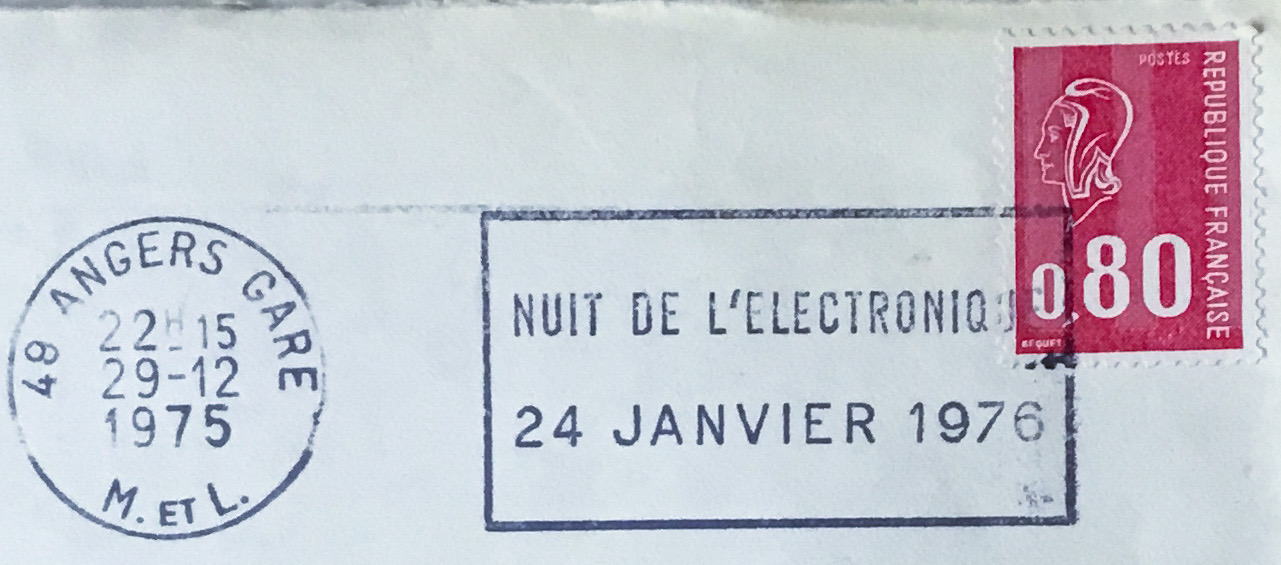 49 ANGERS GARE
22H15
29-12
1975
M. ET L.
NUIT DE L'ELECTRONIQUE
24 JANVIER 1976
POSTES
REPUBLIQUE FRANÇAISE
0,80
BEQUET